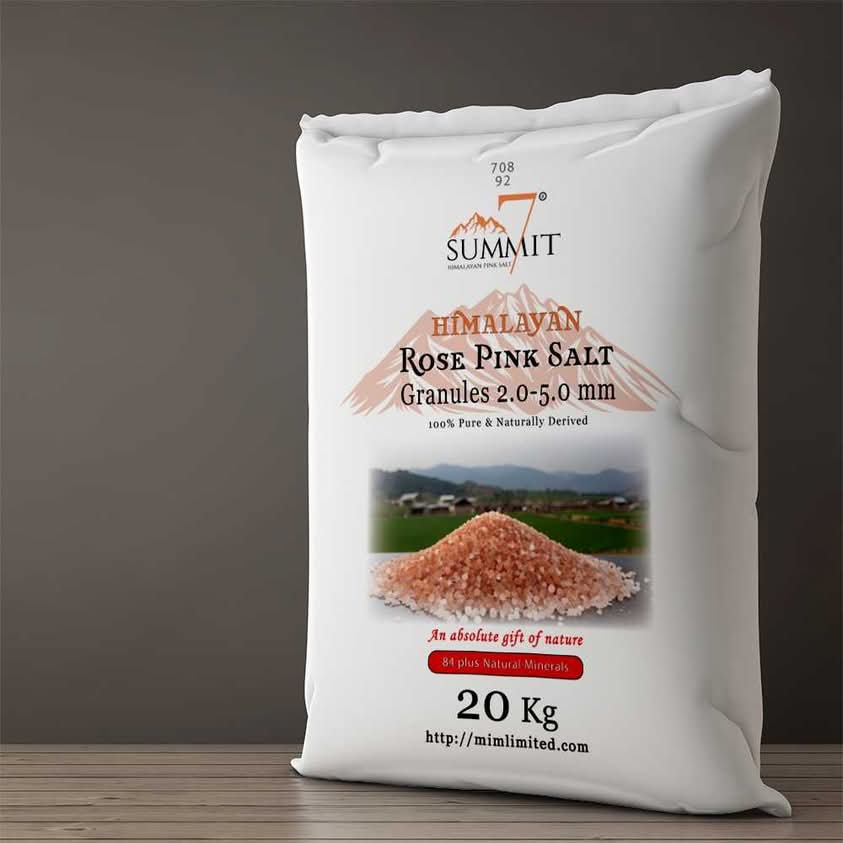 708
92
7®
SUMMIT
HIMALAYAN PINK SALT
HIMALAYAN
ROSE PINK SALT
Granules 2.0-5.0 mm
100% Pure & Naturally Derived
An absolute gift of nature
84 plus Natural Minerals
20 Kg
http://mimlimited.com